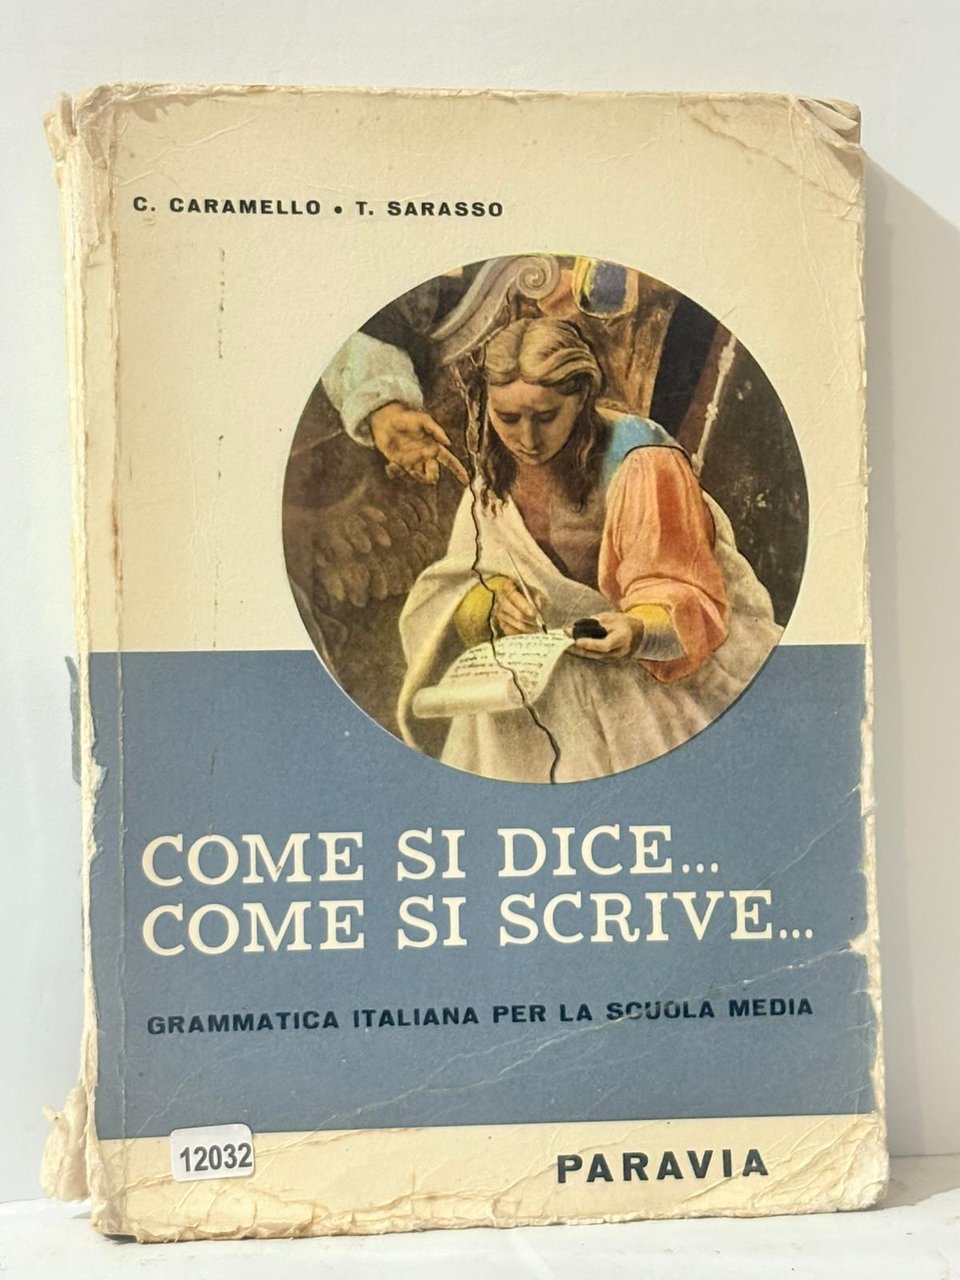 C. CARAMELLO • T. SARASSO
COME SI DICE...
COME SI SCRIVE...
GRAMMATICA ITALIANA PER LA SCUOLA MEDIA
12032
PARAVIA